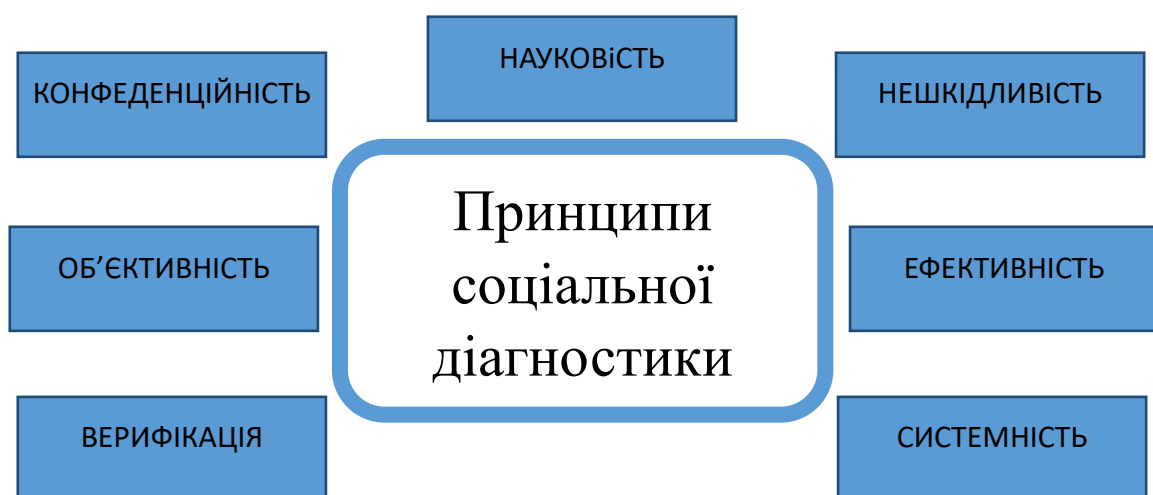 НАУКОВіСТЬ
КОНФЕДЕНЦІЙНІСТЬ
НЕШКІДЛИВІСТЬ
Принципи
соціальної
діагностики
ОБ’ЄКТИВНІСТЬ
ЕФЕКТИВНІСТЬ
ВЕРИФІКАЦІЯ
СИСТЕМНІСТЬ